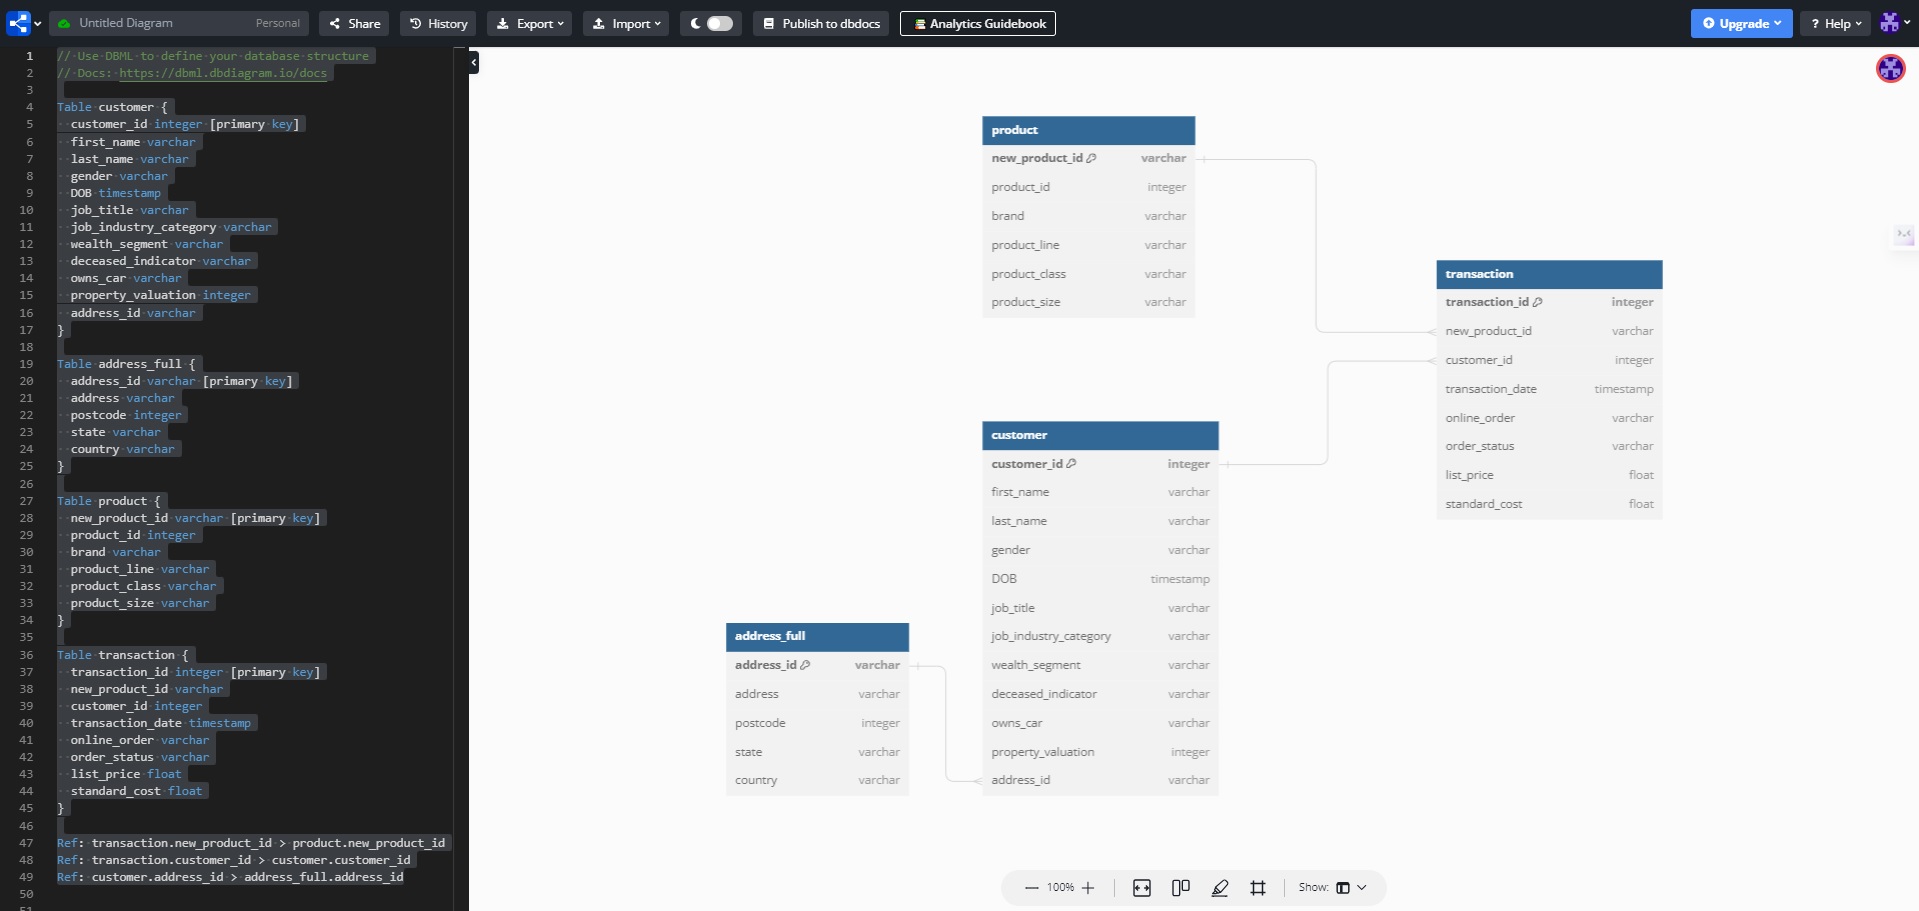 Untitled Diagram
Personal
Share
History
Export
Import
Publish to dbdocs
Analytics Guidebook
Upgrade
? Help
1 // Use DBML to define your database structure
2 // Docs: https://dbml.dbdiagram.io/docs
3
4 Table customer {
5 customer_id integer [primary key]
6 first_name varchar
7 last_name varchar
8 gender varchar
9 DOB timestamp
10 job_title varchar
11 job_industry_category varchar
12 wealth_segment varchar
13 deceased_indicator varchar
14 owns_car varchar
15 property_valuation integer
16 address_id varchar
17 }
18
19 Table address_full {
20 address_id varchar [primary key]
21 address varchar
22 postcode integer
23 state varchar
24 country varchar
25 }
26
27 Table product {
28 new_product_id varchar [primary key]
29 product_id integer
30 brand varchar
31 product_line varchar
32 product_class varchar
33 product_size varchar
34 }
35
36 Table transaction {
37 transaction_id integer [primary key]
38 new_product_id varchar
39 customer_id integer
40 transaction_date timestamp
41 online_order varchar
42 order_status varchar
43 list_price float
44 standard_cost float
45 }
46
47 Ref: transaction.new_product_id > product.new_product_id
48 Ref: transaction.customer_id > customer.customer_id
49 Ref: customer.address_id > address_full.address_id
50
51
product
new_product_id varchar
product_id integer
brand varchar
product_line varchar
product_class varchar
product_size varchar
transaction
transaction_id integer
new_product_id varchar
customer_id integer
transaction_date timestamp
online_order varchar
order_status varchar
list_price float
standard_cost float
customer
customer_id integer
first_name varchar
last_name varchar
gender varchar
DOB timestamp
job_title varchar
job_industry_category varchar
wealth_segment varchar
deceased_indicator varchar
owns_car varchar
property_valuation integer
address_id varchar
address_full
address_id varchar
address varchar
postcode integer
state varchar
country varchar
100%
Show: